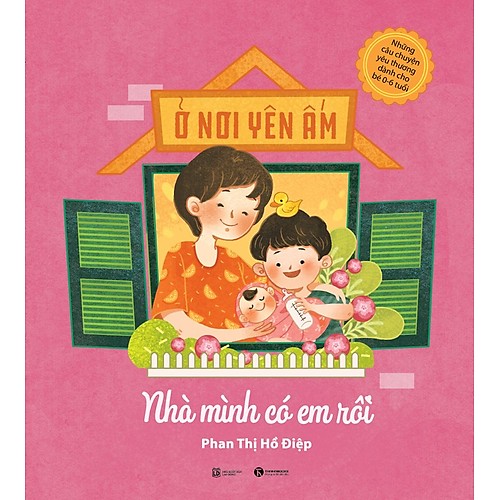 Những
câu chuyện
yêu thương
dành cho
bé 0-6 tuổi
Ở NƠI YÊN ẤM
Nhà mình có em rồi
Phan Thị Hồ Điệp